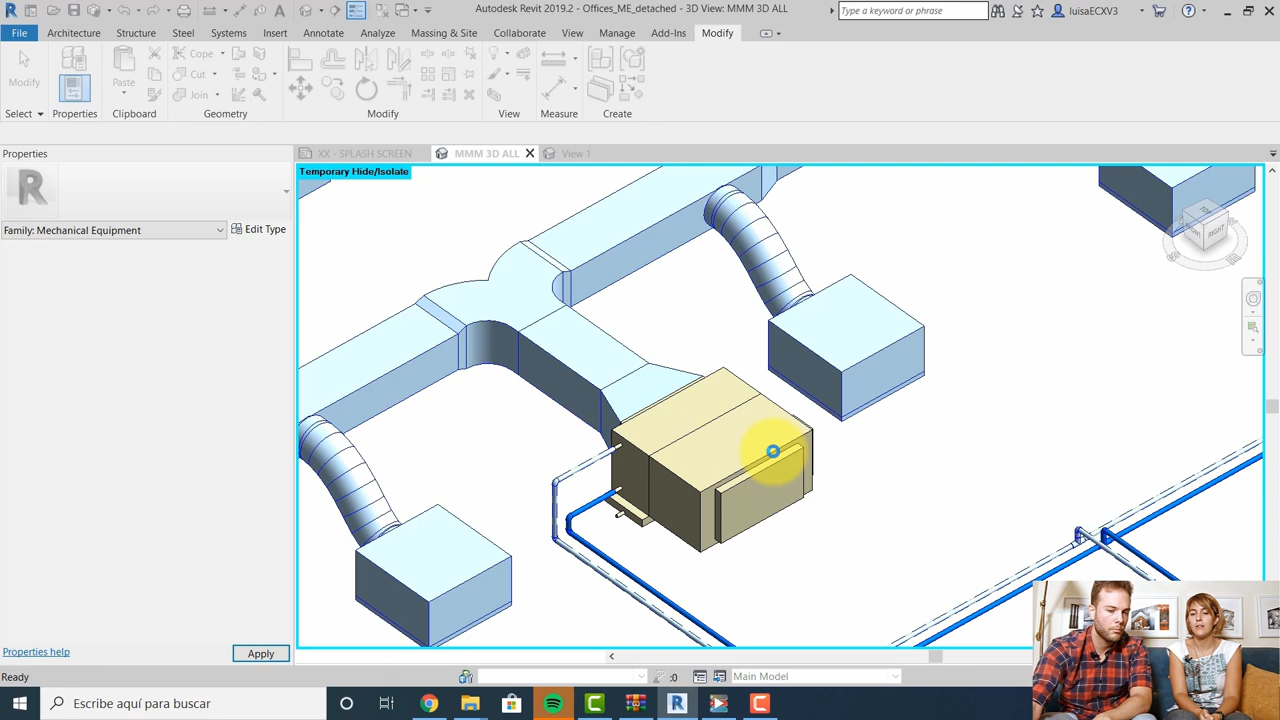 Autodesk Revit 2019.2 - Offices_ME_detached - 3D View: MMM 3D ALL
Type a keyword or phrase
luisaECXV3
File
Architecture
Structure
Steel
Systems
Insert
Annotate
Analyze
Massing & Site
Collaborate
View
Manage
Add-Ins
Modify
Modify
Paste
Cope
Cut
Join
Select
Properties
Clipboard
Geometry
Modify
View
Measure
Create
Properties
XX - SPLASH SCREEN
MMM 3D ALL
View 1
R
Family: Mechanical Equipment
Edit Type
Temporary Hide/Isolate
RIGHT
Properties help
Apply
Ready
:0
Main Model
Escribe aquí para buscar